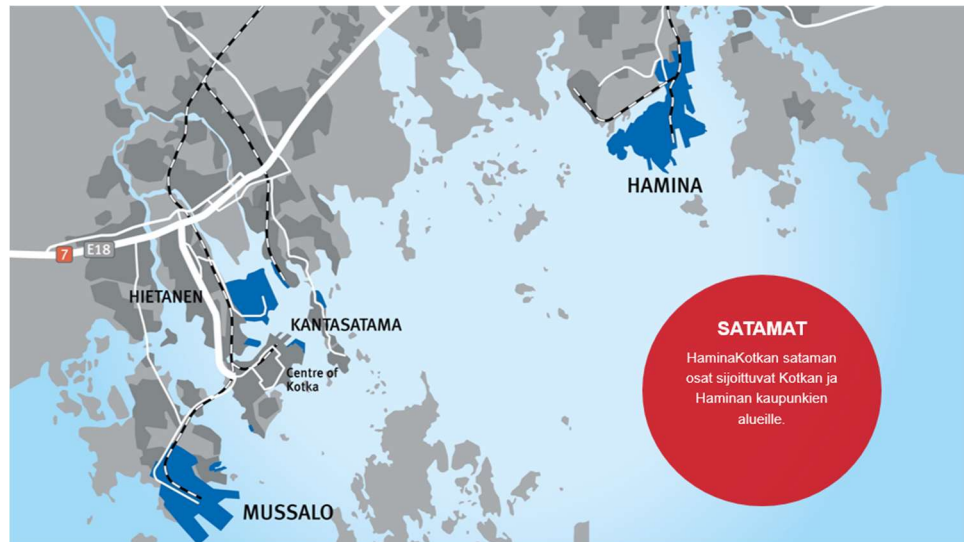 HAMINA
7
E18
HIETANEN
KANTASATAMA
Centre of
Kotka
MUSSALO
SATAMAT
HaminaKotkan sataman
osat sijoittuvat Kotkan ja
Haminan kaupunkien
alueille.